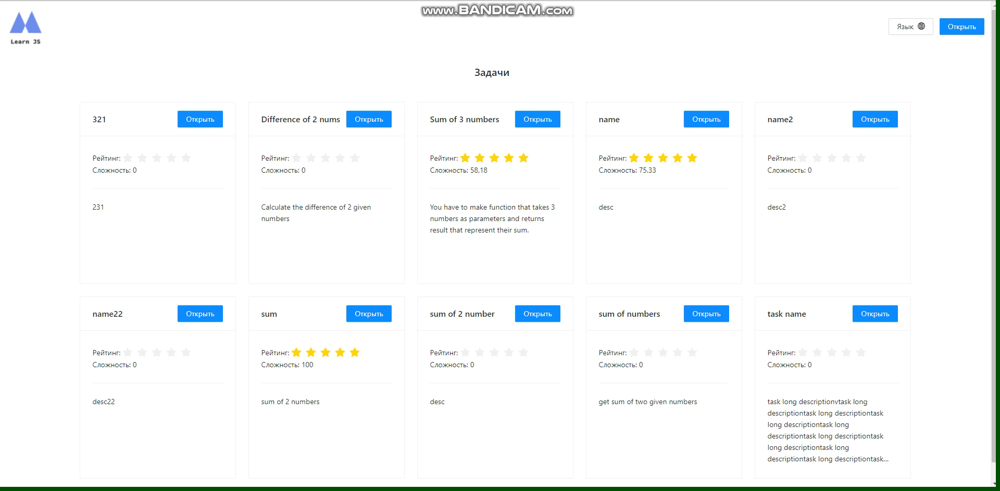 www.BANDICAM.com
Learn JS
Язык
Открыть
Задачи
321
Открыть
Рейтинг:
Сложность: 0
231
Difference of 2 nums
Открыть
Рейтинг:
Сложность: 0
Calculate the difference of 2 given
numbers
Sum of 3 numbers
Открыть
Рейтинг:
Сложность: 58.18
You have to make function that takes 3
numbers as parameters and returns
result that represent their sum.
name
Открыть
Рейтинг:
Сложность: 75.33
desc
name2
Открыть
Рейтинг:
Сложность: 0
desc2
name22
Открыть
Рейтинг:
Сложность: 0
desc22
sum
Открыть
Рейтинг:
Сложность: 100
sum of 2 numbers
sum of 2 number
Открыть
Рейтинг:
Сложность: 0
desc
sum of numbers
Открыть
Рейтинг:
Сложность: 0
get sum of two given numbers
task name
Открыть
Рейтинг:
Сложность: 0
task long descriptionvtask long
descriptiontask long descriptiontask
long descriptiontask long
descriptiontask long descriptiontask
long descriptiontask long
descriptiontask long descriptiontask...